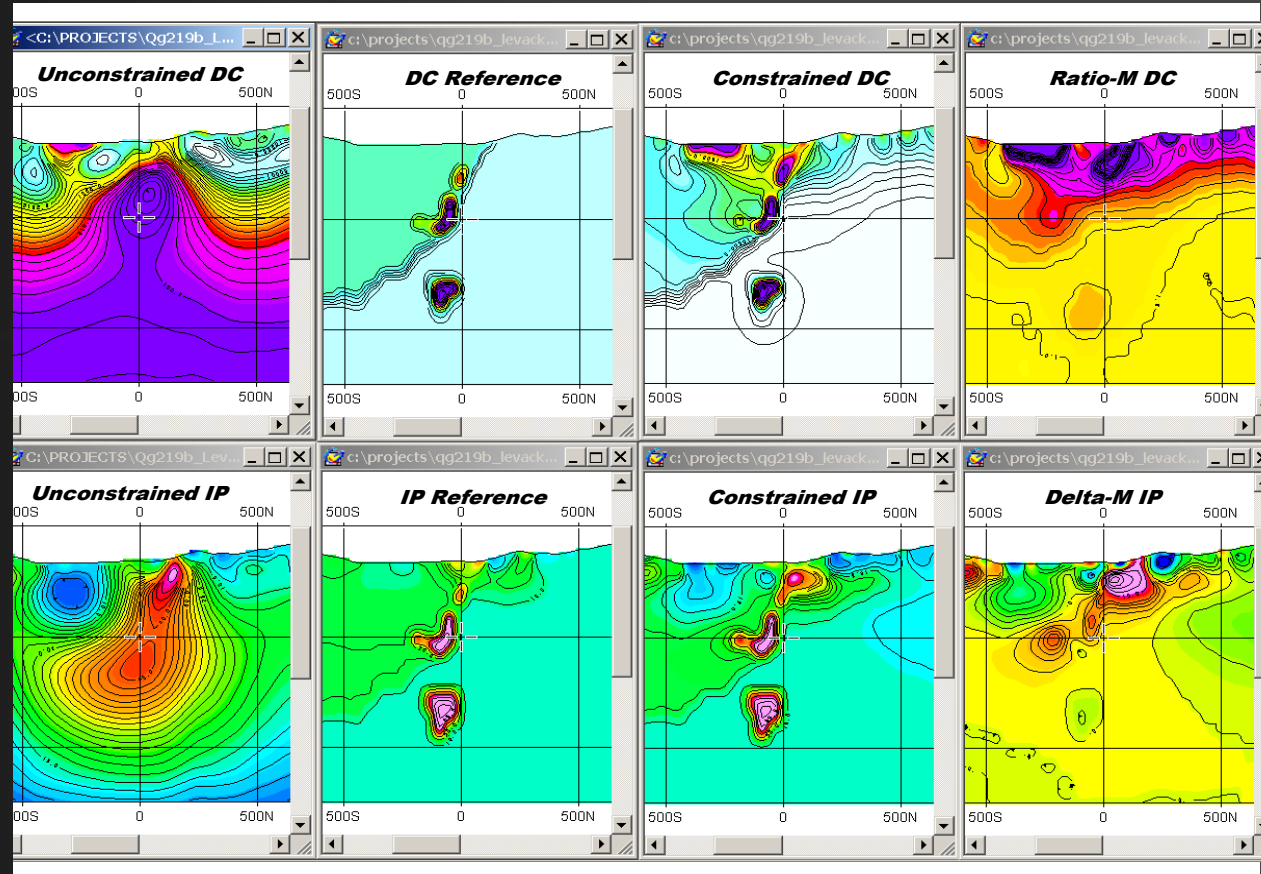 <C:\PROJECTS\Qg219b_L...
c:\projects\qg219b_levack...
c:\projects\qg219b_levack...
c:\projects\qg219b_levack...
Unconstrained DC
DC Reference
Constrained DC
Ratio-M DC
00S 0 500N
500S 0 500N
500S 0 500N
500S 0 500N
00S 0 500N
500S 0 500N
500S 0 500N
500S 0 500N
C:\PROJECTS\Qg219b_Lev...
c:\projects\qg219b_levack...
c:\projects\qg219b_levack...
c:\projects\qg219b_levack...
Unconstrained IP
IP Reference
Constrained IP
Delta-M IP
00S 0 500N
500S 0 500N
500S 0 500N
500S 0 500N
00S 0 500N
500S 0 500N
500S 0 500N
500S 0 500N